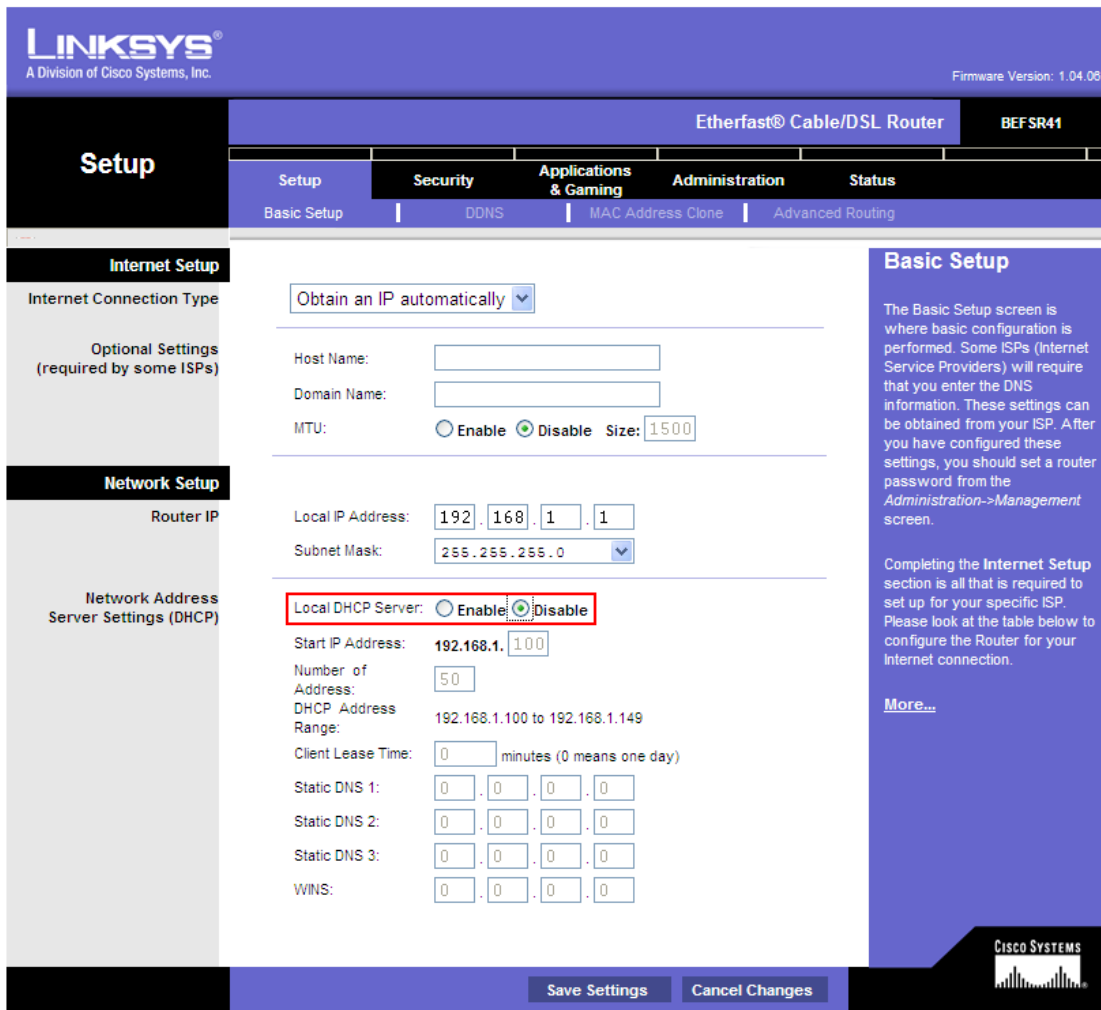 LINKSYS®
A Division of Cisco Systems, Inc.
Firmware Version: 1.04.06
Etherfast® Cable/DSL Router
BEFSR41
Setup
Setup
Security
Applications
& Gaming
Administration
Status
Basic Setup
DDNS
MAC Address Clone
Advanced Routing
Internet Setup
Internet Connection Type
Obtain an IP automatically
Optional Settings
(required by some ISPs)
Host Name:
Domain Name:
MTU: Enable Disable Size: 1500
Network Setup
Router IP
Local IP Address: 192 . 168 . 1 . 1
Subnet Mask: 255.255.255.0
Network Address
Server Settings (DHCP)
Local DHCP Server: Enable Disable
Start IP Address: 192.168.1. 100
Number of
Address:
50
DHCP Address
Range:
192.168.1.100 to 192.168.1.149
Client Lease Time: 0 minutes (0 means one day)
Static DNS 1: 0 . 0 . 0 . 0
Static DNS 2: 0 . 0 . 0 . 0
Static DNS 3: 0 . 0 . 0 . 0
WINS: 0 . 0 . 0 . 0
Basic Setup
The Basic Setup screen is
where basic configuration is
performed. Some ISPs (Internet
Service Providers) will require
that you enter the DNS
information. These settings can
be obtained from your ISP. After
you have configured these
settings, you should set a router
password from the
Administration->Management
screen.
Completing the Internet Setup
section is all that is required to
set up for your specific ISP.
Please look at the table below to
configure the Router for your
Internet connection.
More...
Save Settings
Cancel Changes
CISCO SYSTEMS